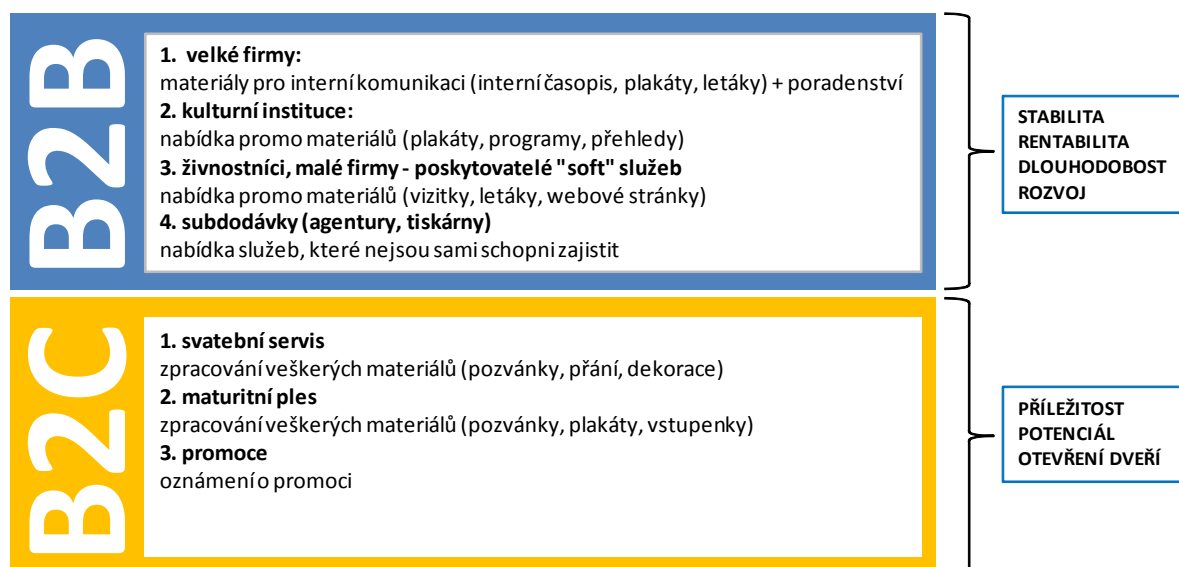 B2B
1. velké firmy:
materiály pro interní komunikaci (interní časopis, plakáty, letáky) + poradenství
2. kulturní instituce:
nabídka promo materiálů (plakáty, programy, přehledy)
3. živnostníci, malé firmy - poskytovatelé "soft" služeb
nabídka promo materiálů (vizitky, letáky, webové stránky)
4. subdodávky (agentury, tiskárny)
nabídka služeb, které nejsou sami schopni zajistit
STABILITA
RENTABILITA
DLOUHODOBOST
ROZVOJ
B2C
1. svatební servis
zpracování veškerých materiálů (pozvánky, přání, dekorace)
2. maturitní ples
zpracování veškerých materiálů (pozvánky, plakáty, vstupenky)
3. promoce
oznámení o promoci
PŘÍLEŽITOST
POTENCIÁL
OTEVŘENÍ DVEŘÍ